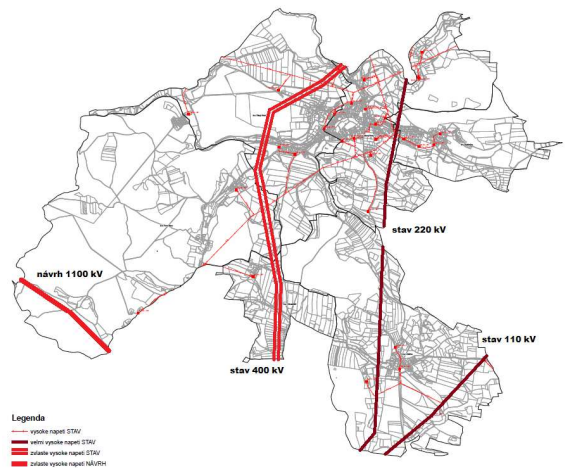 stav 220 kV
návrh 1100 kV
stav 110 kV
stav 400 kV
Legenda
vysoke napeti STAV
velmi vysoke napeti STAV
zvlaste vysoke napeti STAV
zvlaste vysoke napeti NÁVRH